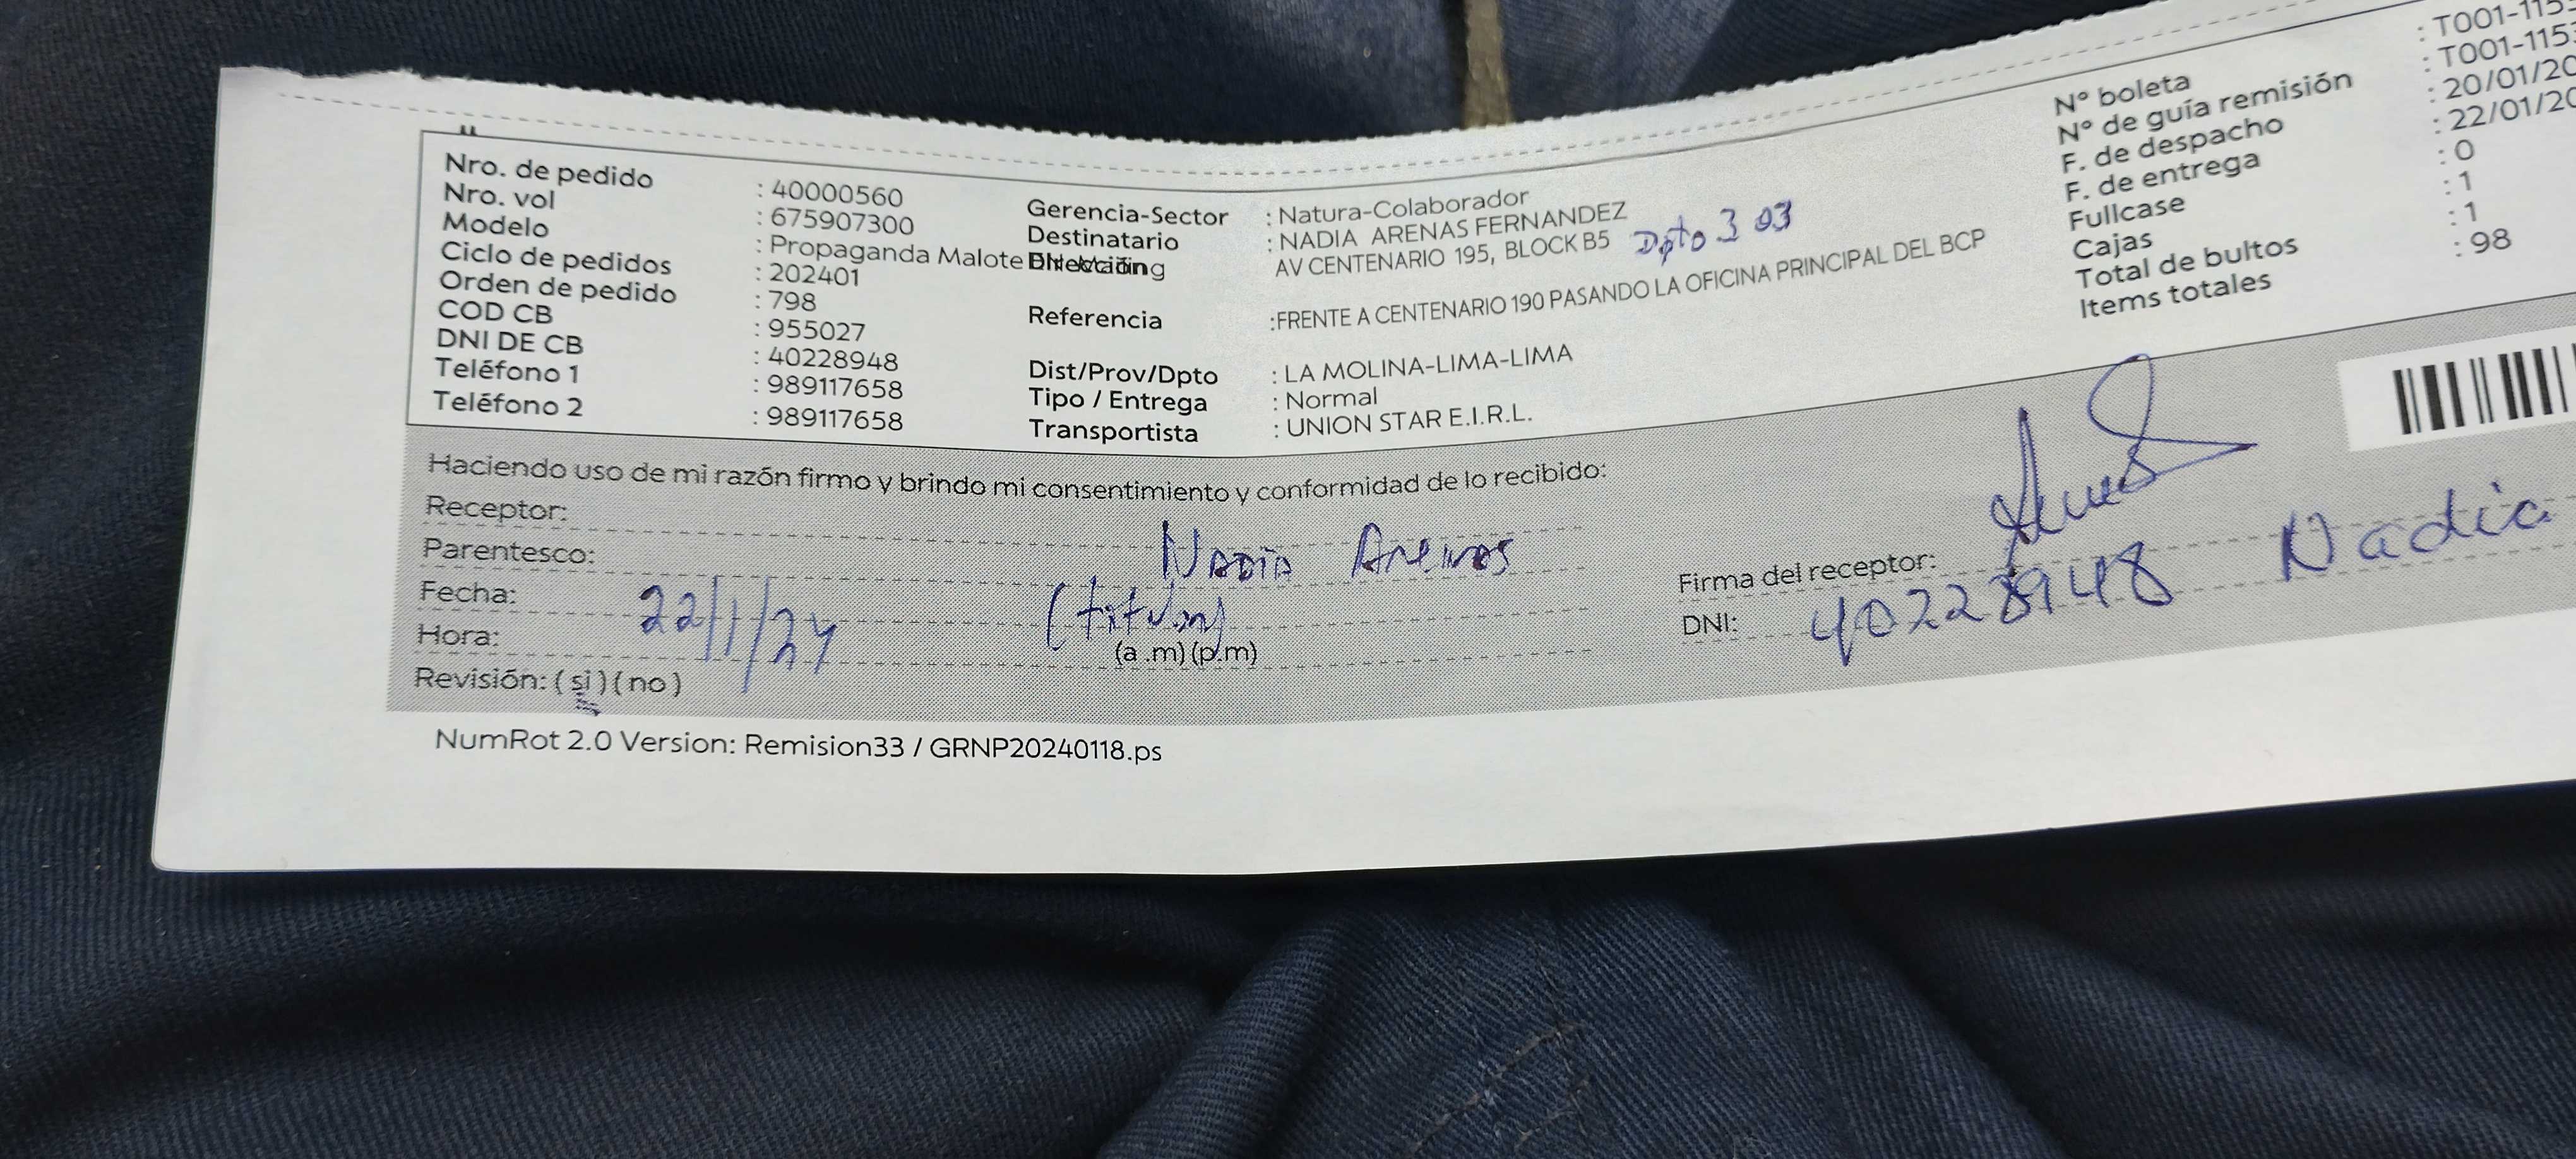 Nro. de pedido : 40000560
Nro. vol : 675907300
Modelo : Propaganda Malote
Ciclo de pedidos : 202401
Orden de pedido : 798
COD CB : 955027
DNI DE CB : 40228948
Teléfono 1 : 989117658
Teléfono 2 : 989117658
Gerencia-Sector : Natura-Colaborador
Destinatario : NADIA ARENAS FERNANDEZ
Dirección AV CENTENARIO 195, BLOCK B5 Dpto 303
Referencia :FRENTE A CENTENARIO 190 PASANDO LA OFICINA PRINCIPAL DEL BCP
Dist/Prov/Dpto : LA MOLINA-LIMA-LIMA
Tipo / Entrega : Normal
Transportista : UNION STAR E.I.R.L.
N° boleta : T001-115
N° de guía remisión : T001-115
F. de despacho : 20/01/20
F. de entrega : 22/01/20
Fullcase : 0
Cajas : 1
Total de bultos : 1
Items totales : 98
Haciendo uso de mi razón firmo y brindo mi consentimiento y conformidad de lo recibido:
Receptor:
Parentesco: Nadia Arenas
Fecha: 22/1/24
Hora: (a .m)(p.m)
Revisión: ( si ) ( no )
Firma del receptor: Nadia
DNI: 40228948
NumRot 2.0 Version: Remision33 / GRNP20240118.ps